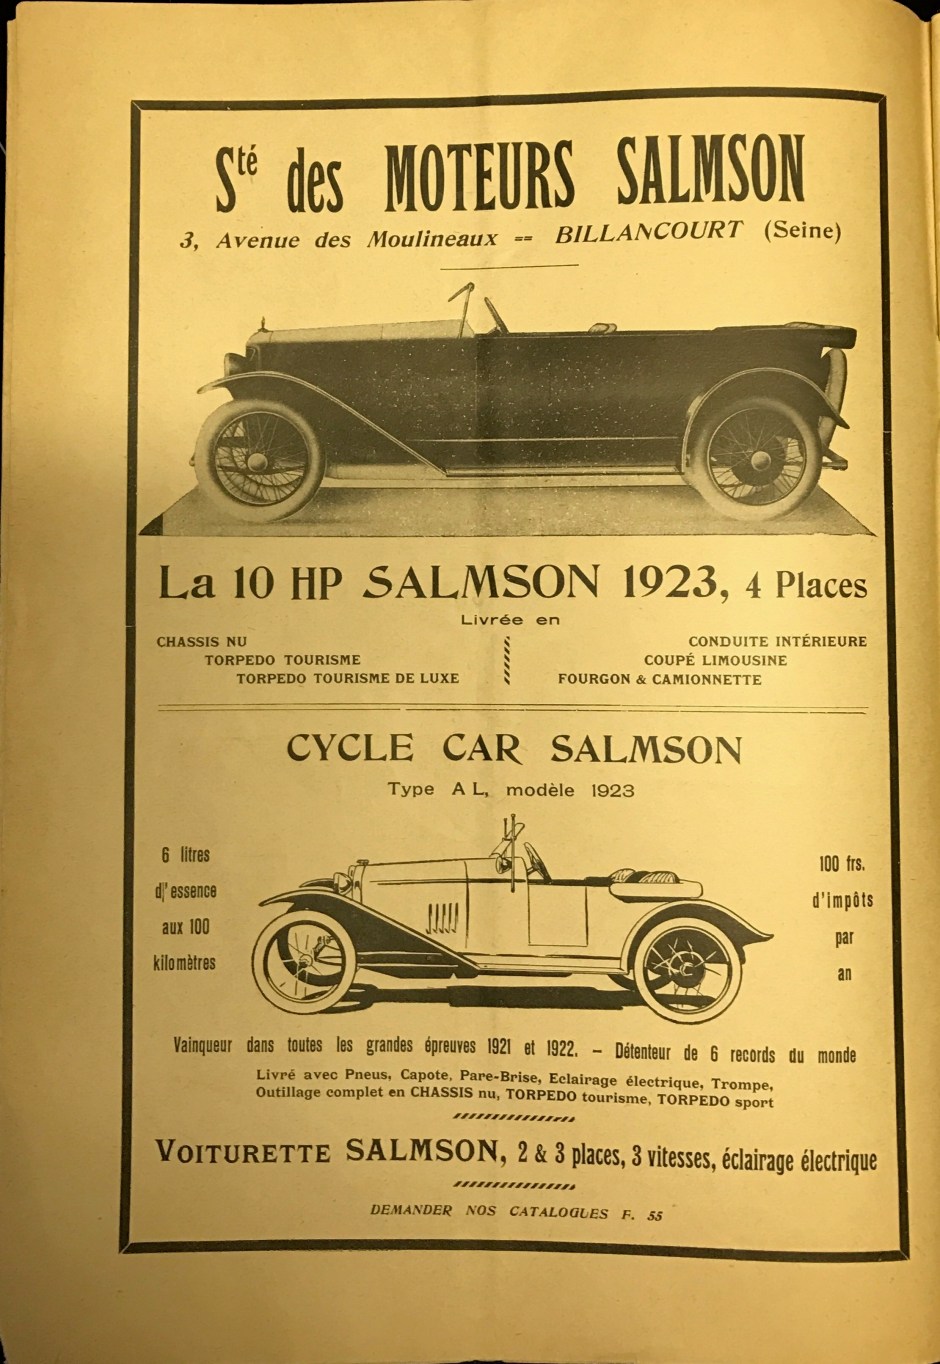 Sté des MOTEURS SALMSON
3, Avenue des Moulineaux == BILLANCOURT (Seine)
La 10 HP SALMSON 1923, 4 Places
Livrée en
CHASSIS NU
TORPEDO TOURISME
TORPEDO TOURISME DE LUXE
CONDUITE INTÉRIEURE
COUPÉ LIMOUSINE
FOURGON & CAMIONNETTE
CYCLE CAR SALMSON
Type A L, modèle 1923
6 litres
d'essence
aux 100
kilomètres
100 frs.
d'impôts
par
an
Vainqueur dans toutes les grandes épreuves 1921 et 1922. – Détenteur de 6 records du monde
Livré avec Pneus, Capote, Pare-Brise, Eclairage électrique, Trompe,
Outillage complet en CHASSIS nu, TORPEDO tourisme, TORPEDO sport
VOITURETTE SALMSON, 2 & 3 places, 3 vitesses, éclairage électrique
DEMANDER NOS CATALOGUES F. 55